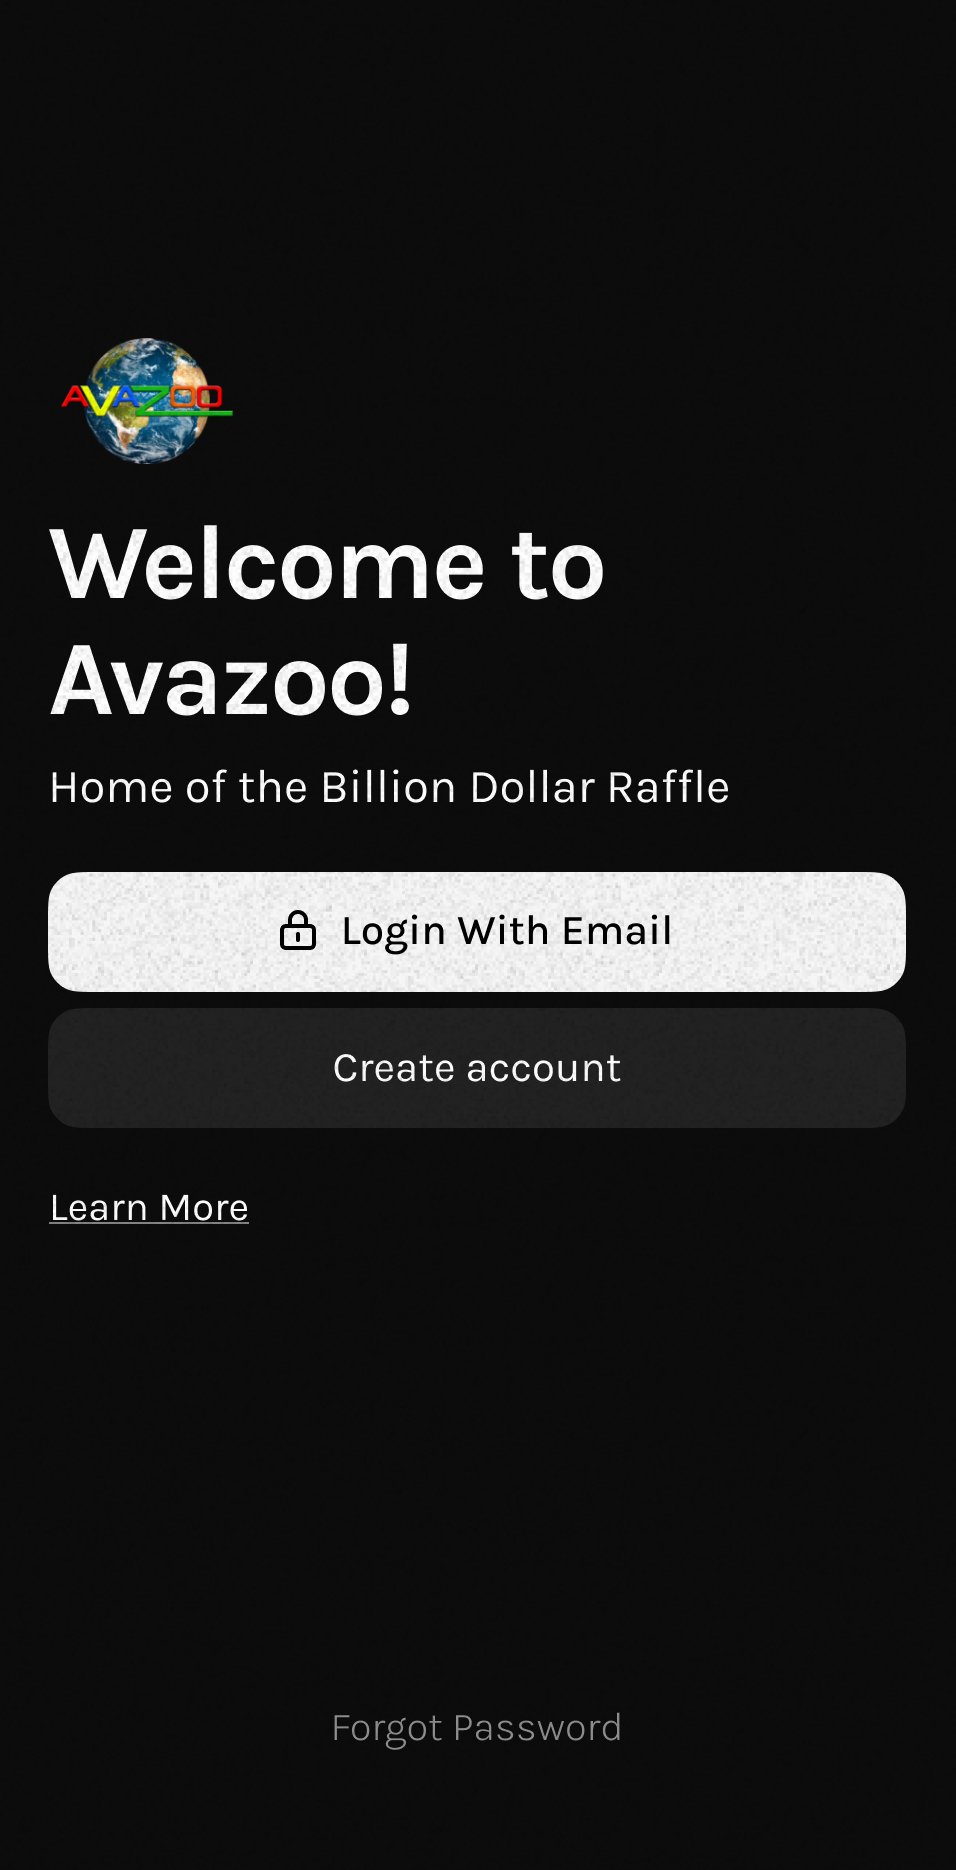 AVAZOO
Welcome to
Avazoo!
Home of the Billion Dollar Raffle
Login With Email
Create account
Learn More
Forgot Password